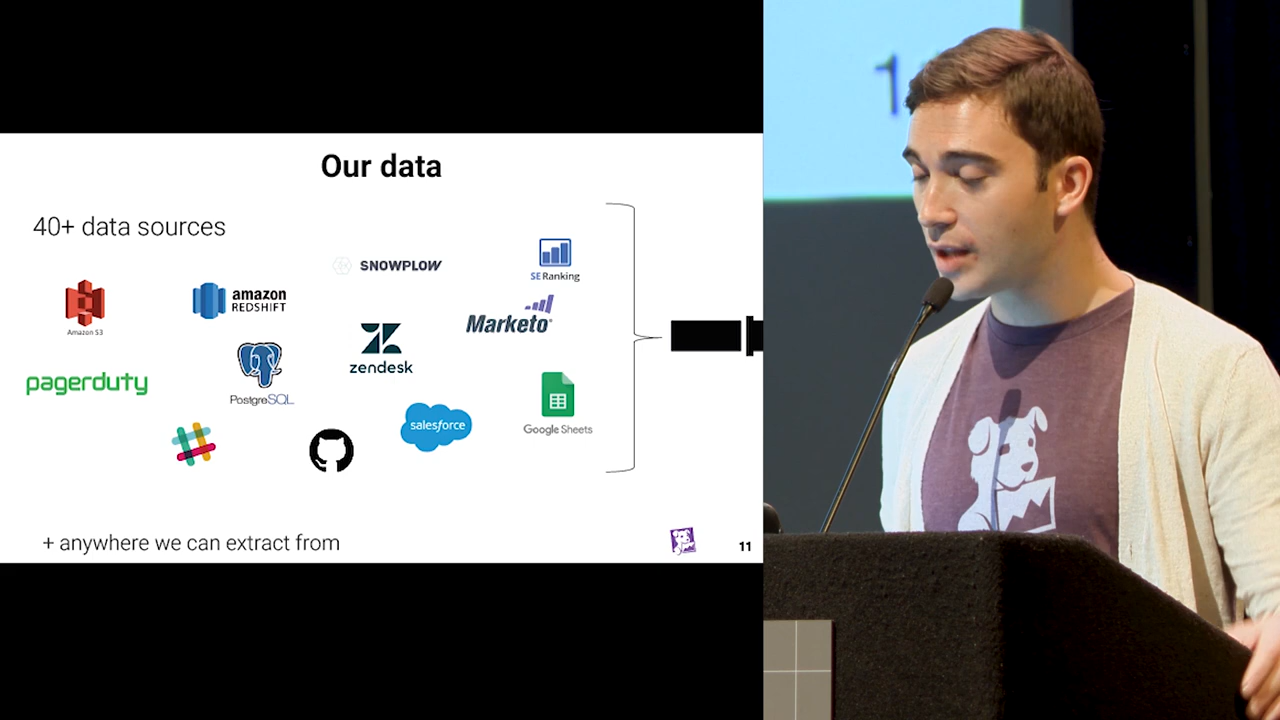 Our data
40+ data sources
SNOWPLOW
SE Ranking
Amazon S3
amazon
REDSHIFT
Marketo
zendesk
pagerduty
PostgreSQL
salesforce
Google Sheets
+ anywhere we can extract from
11
1